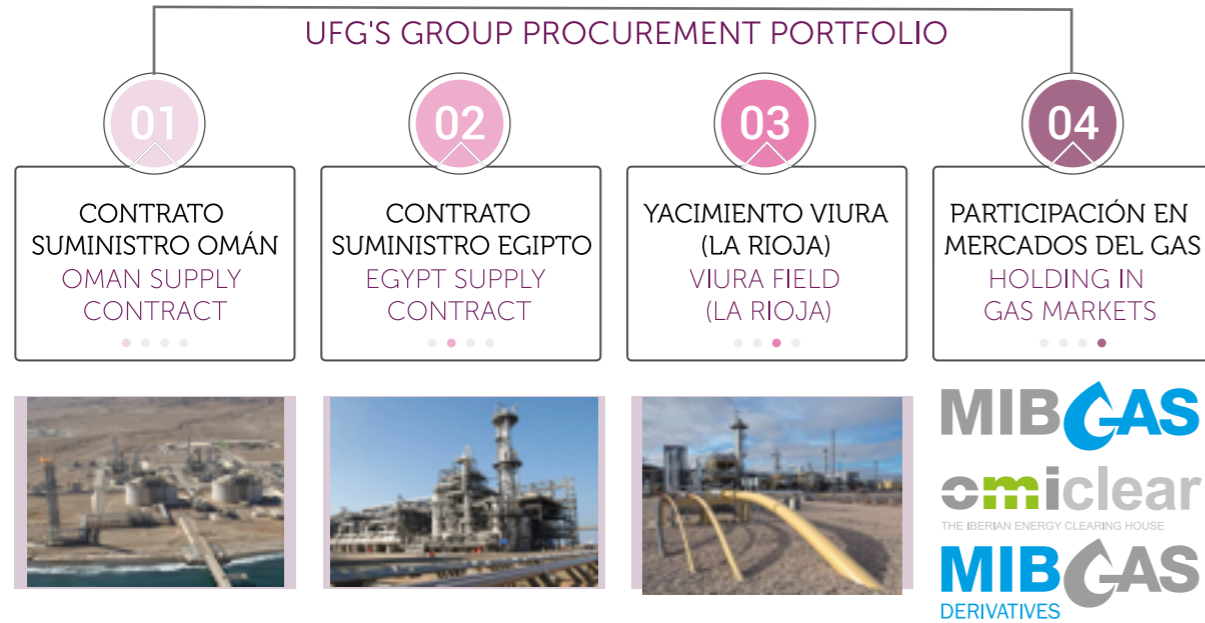 UFG'S GROUP PROCUREMENT PORTFOLIO
01
CONTRATO
SUMINISTRO OMÁN
OMAN SUPPLY
CONTRACT
02
CONTRATO
SUMINISTRO EGIPTO
EGYPT SUPPLY
CONTRACT
03
YACIMIENTO VIURA
(LA RIOJA)
VIURA FIELD
(LA RIOJA)
04
PARTICIPACIÓN EN
MERCADOS DEL GAS
HOLDING IN
GAS MARKETS
MIBGAS
omiclear
THE IBERIAN ENERGY CLEARING HOUSE
MIBGAS
DERIVATIVES